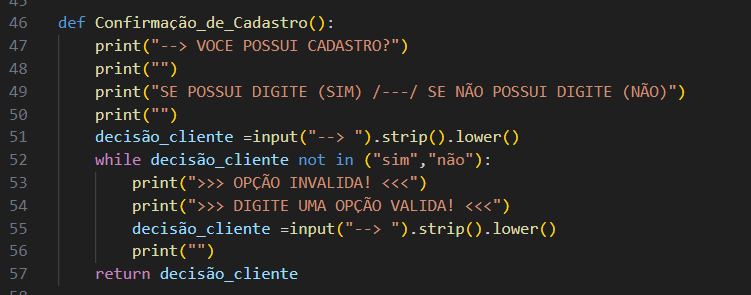 46 def Confirmação_de_Cadastro():
47 print("--> VOCE POSSUI CADASTRO?")
48 print("")
49 print("SE POSSUI DIGITE (SIM) /---/ SE NÃO POSSUI DIGITE (NÃO)")
50 print("")
51 decisão_cliente =input("--> ").strip().lower()
52 while decisão_cliente not in ("sim","não"):
53 print(">>> OPÇÃO INVALIDA! <<<")
54 print(">>> DIGITE UMA OPÇÃO VALIDA! <<<")
55 decisão_cliente =input("--> ").strip().lower()
56 print("")
57 return decisão_cliente